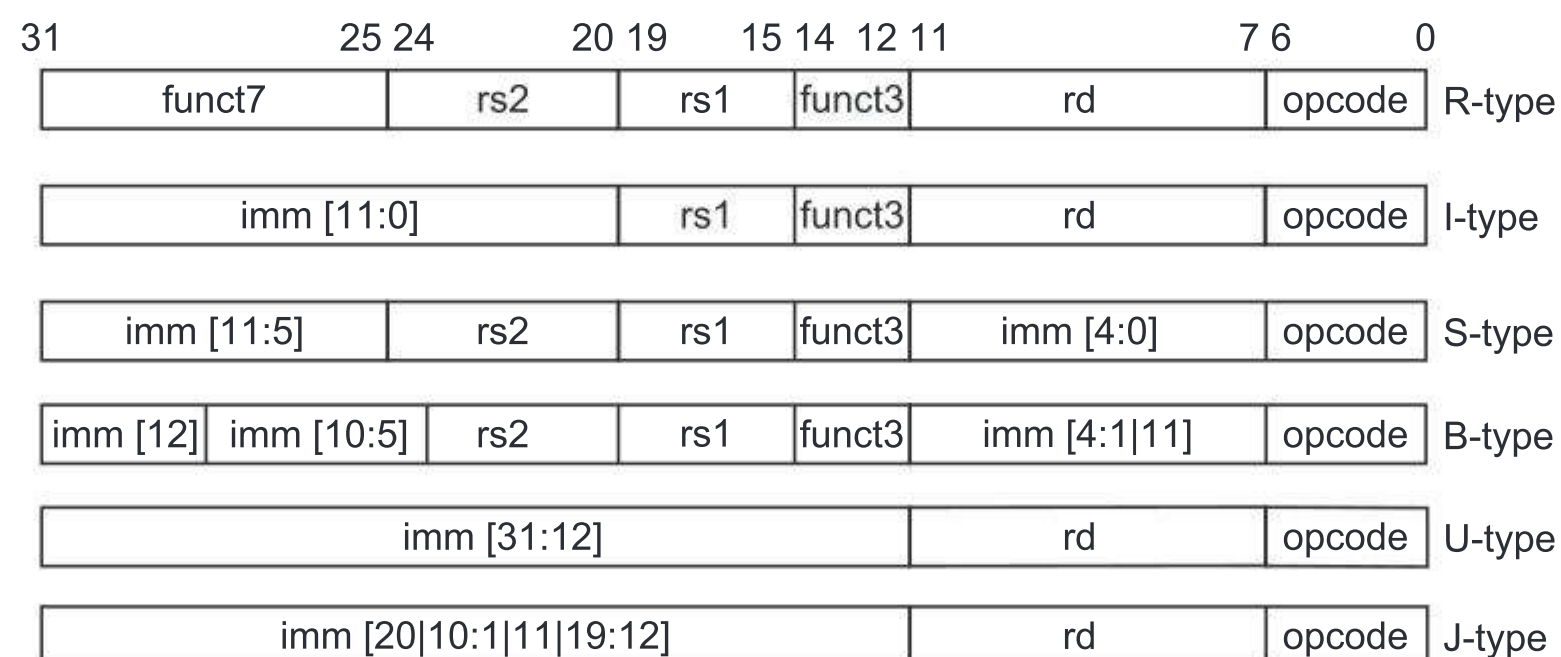 31 25 24 20 19 15 14 12 11 7 6 0
funct7 rs2 rs1 funct3 rd opcode R-type
imm [11:0] rs1 funct3 rd opcode I-type
imm [11:5] rs2 rs1 funct3 imm [4:0] opcode S-type
imm [12] imm [10:5] rs2 rs1 funct3 imm [4:1|11] opcode B-type
imm [31:12] rd opcode U-type
imm [20|10:1|11|19:12] rd opcode J-type